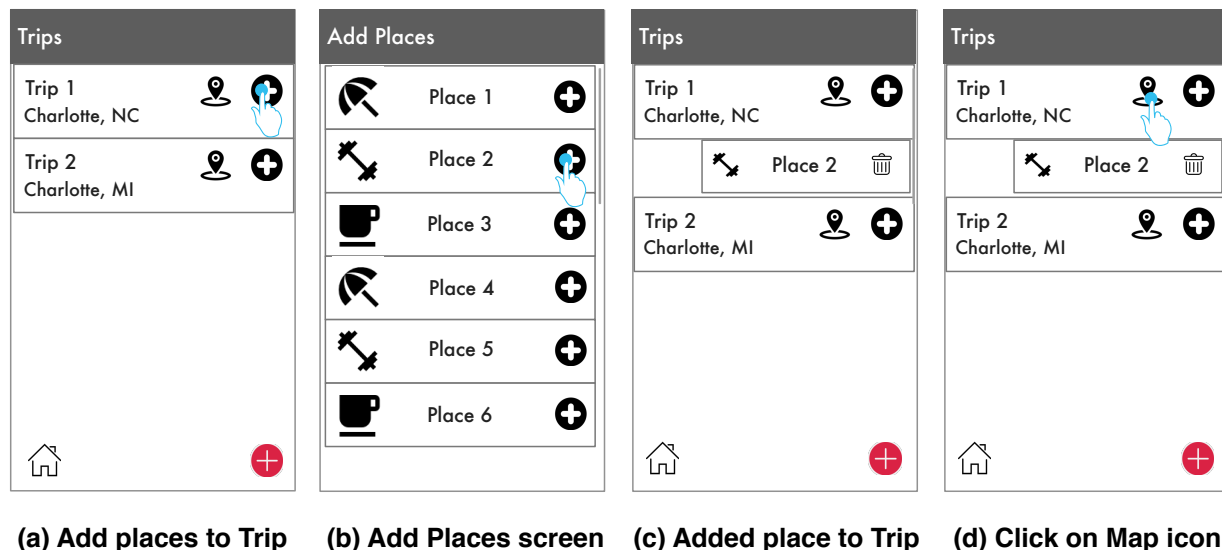 Trips
Trip 1
Charlotte, NC
Trip 2
Charlotte, MI
(a) Add places to Trip
Add Places
Place 1
Place 2
Place 3
Place 4
Place 5
Place 6
(b) Add Places screen
Trips
Trip 1
Charlotte, NC
Place 2
Trip 2
Charlotte, MI
(c) Added place to Trip
Trips
Trip 1
Charlotte, NC
Place 2
Trip 2
Charlotte, MI
(d) Click on Map icon